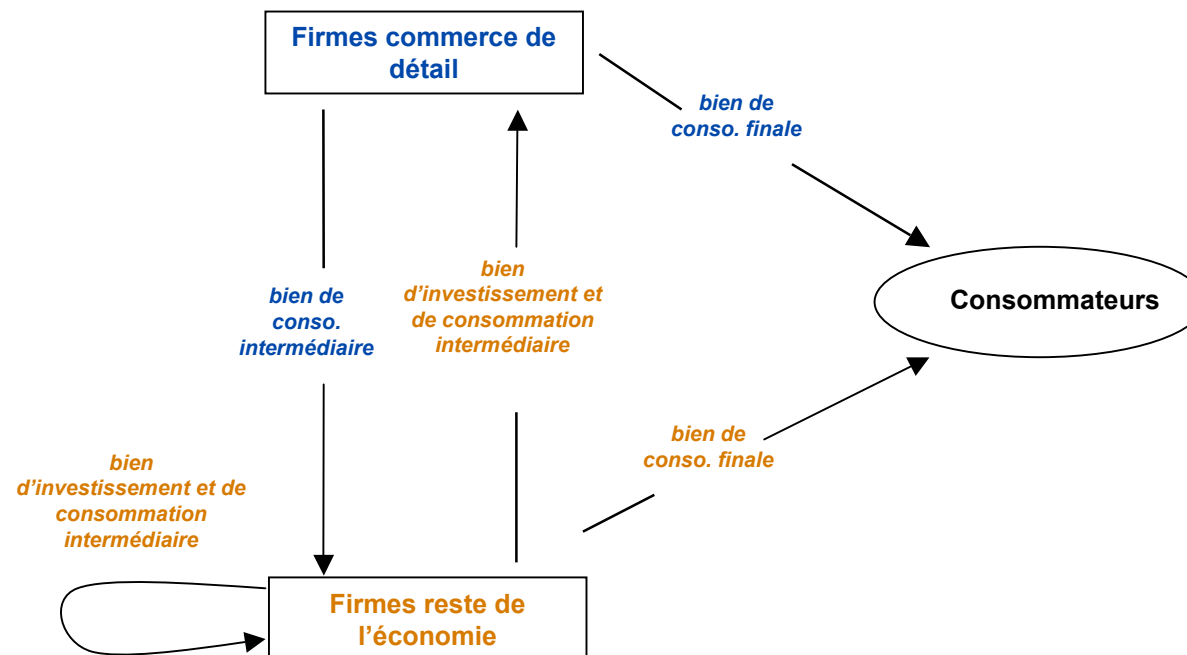 Firmes commerce de
détail
bien de
conso. finale
bien
d’investissement et
de consommation
intermédiaire
bien de
conso.
intermédiaire
Consommateurs
bien de
conso. finale
bien
d’investissement et de
consommation
intermédiaire
Firmes reste de
l’économie